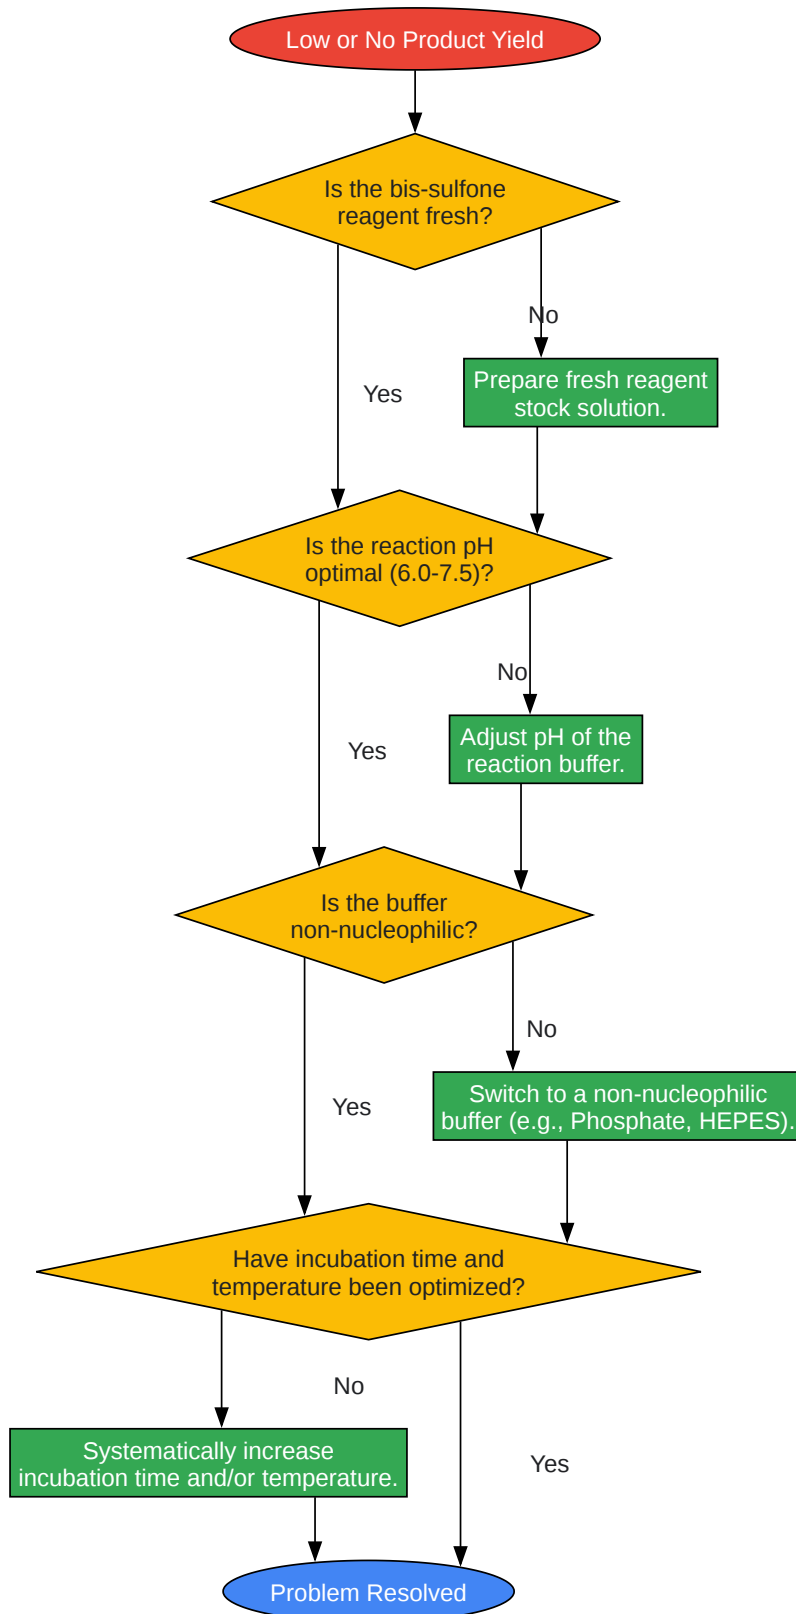 Low or No Product Yield
Is the bis-sulfone
reagent fresh?
No
Prepare fresh reagent
stock solution.
Yes
Is the reaction pH
optimal (6.0-7.5)?
No
Adjust pH of the
reaction buffer.
Yes
Is the buffer
non-nucleophilic?
No
Switch to a non-nucleophilic
buffer (e.g., Phosphate, HEPES).
Yes
Have incubation time and
temperature been optimized?
No
Systematically increase
incubation time and/or temperature.
Yes
Problem Resolved